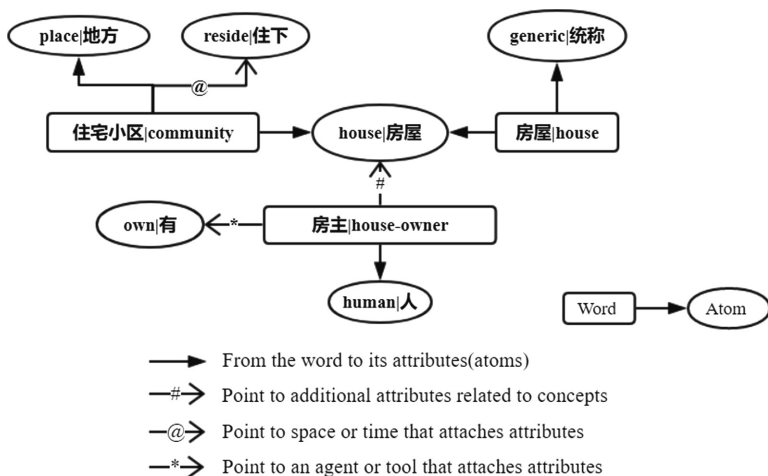 place|地方
reside|住下
generic|统称
@
住宅小区|community
house|房屋
房屋|house
#
own|有
*
房主|house-owner
human|人
Word
Atom
From the word to its attributes(atoms)
# Point to additional attributes related to concepts
@ Point to space or time that attaches attributes
* Point to an agent or tool that attaches attributes